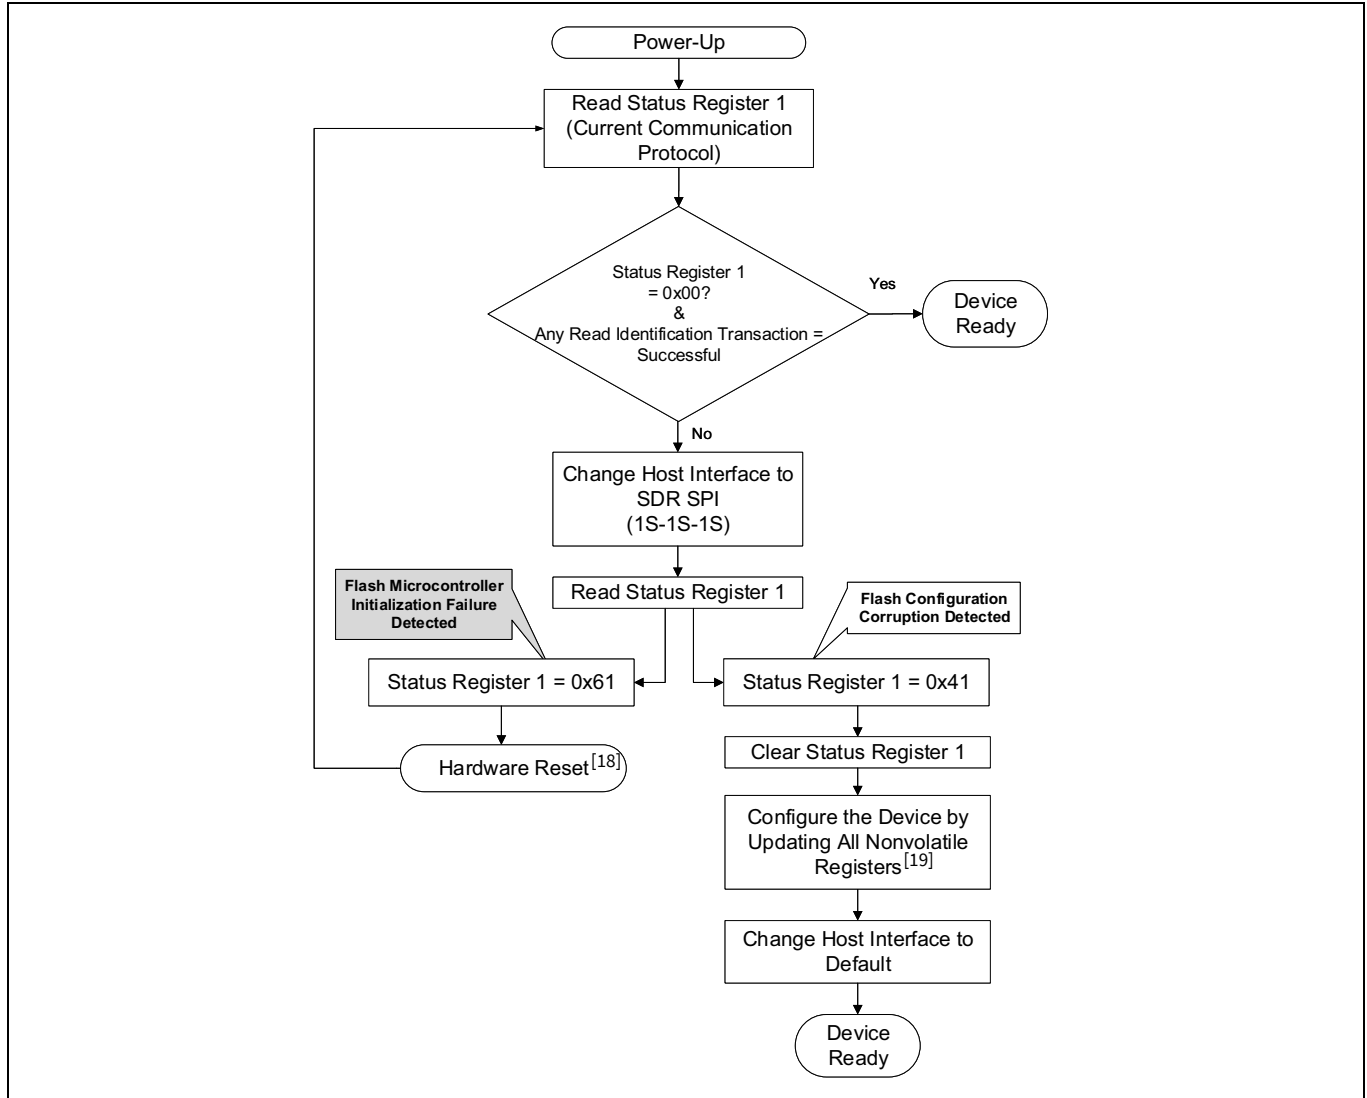 Power-Up
Read Status Register 1
(Current Communication
Protocol)
Status Register 1
= 0x00?
&
Any Read Identification Transaction =
Successful
Yes
Device
Ready
No
Change Host Interface to
SDR SPI
(1S-1S-1S)
Read Status Register 1
Flash Microcontroller
Initialization Failure
Detected
Flash Configuration
Corruption Detected
Status Register 1 = 0x61
Status Register 1 = 0x41
Hardware Reset[18]
Clear Status Register 1
Configure the Device by
Updating All Nonvolatile
Registers[19]
Change Host Interface to
Default
Device
Ready